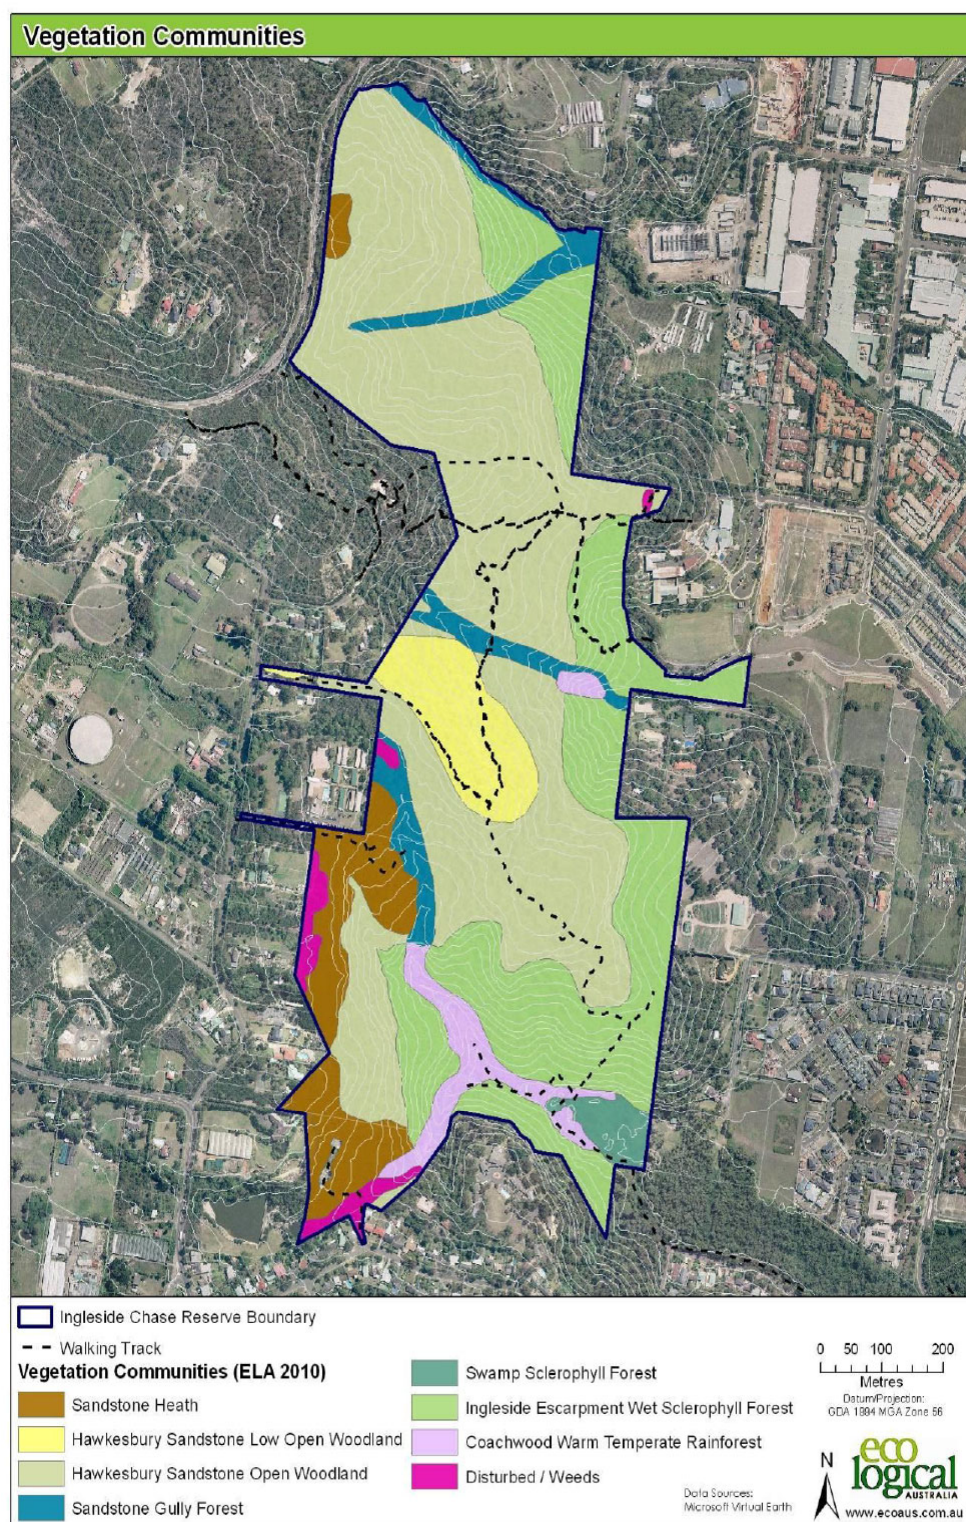 Vegetation Communities
Ingleside Chase Reserve Boundary
Walking Track
Vegetation Communities (ELA 2010)
Sandstone Heath
Hawkesbury Sandstone Low Open Woodland
Hawkesbury Sandstone Open Woodland
Sandstone Gully Forest
Swamp Sclerophyll Forest
Ingleside Escarpment Wet Sclerophyll Forest
Coachwood Warm Temperate Rainforest
Disturbed / Weeds
0 50 100 200
Metres
Datum/Projection:
GDA 1994 MGA Zone 56
Data Sources:
Microsoft Virtual Earth
N
eco
logical
AUSTRALIA
www.ecoaus.com.au